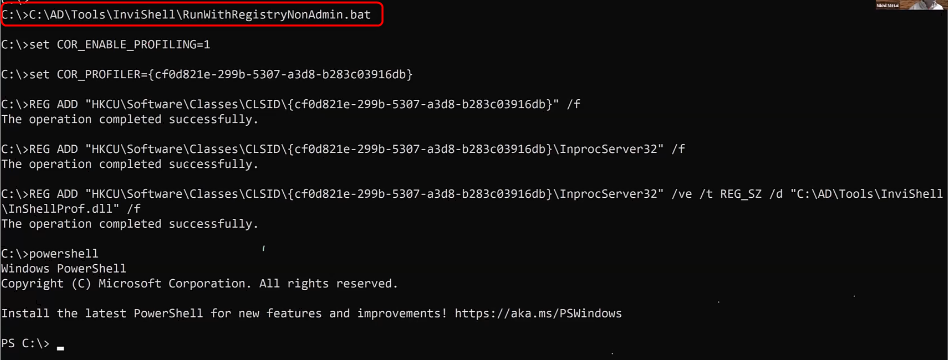 C:\>C:\AD\Tools\InviShell\RunWithRegistryNonAdmin.bat
C:\>set COR_ENABLE_PROFILING=1
C:\>set COR_PROFILER={cf0d821e-299b-5307-a3d8-b283c03916db}
C:\>REG ADD "HKCU\Software\Classes\CLSID\{cf0d821e-299b-5307-a3d8-b283c03916db}" /f
The operation completed successfully.
C:\>REG ADD "HKCU\Software\Classes\CLSID\{cf0d821e-299b-5307-a3d8-b283c03916db}\InprocServer32" /f
The operation completed successfully.
C:\>REG ADD "HKCU\Software\Classes\CLSID\{cf0d821e-299b-5307-a3d8-b283c03916db}\InprocServer32" /ve /t REG_SZ /d "C:\AD\Tools\InviShell
\InShellProf.dll" /f
The operation completed successfully.
C:\>powershell
Windows PowerShell
Copyright (C) Microsoft Corporation. All rights reserved.
Install the latest PowerShell for new features and improvements! https://aka.ms/PSWindows
PS C:\>